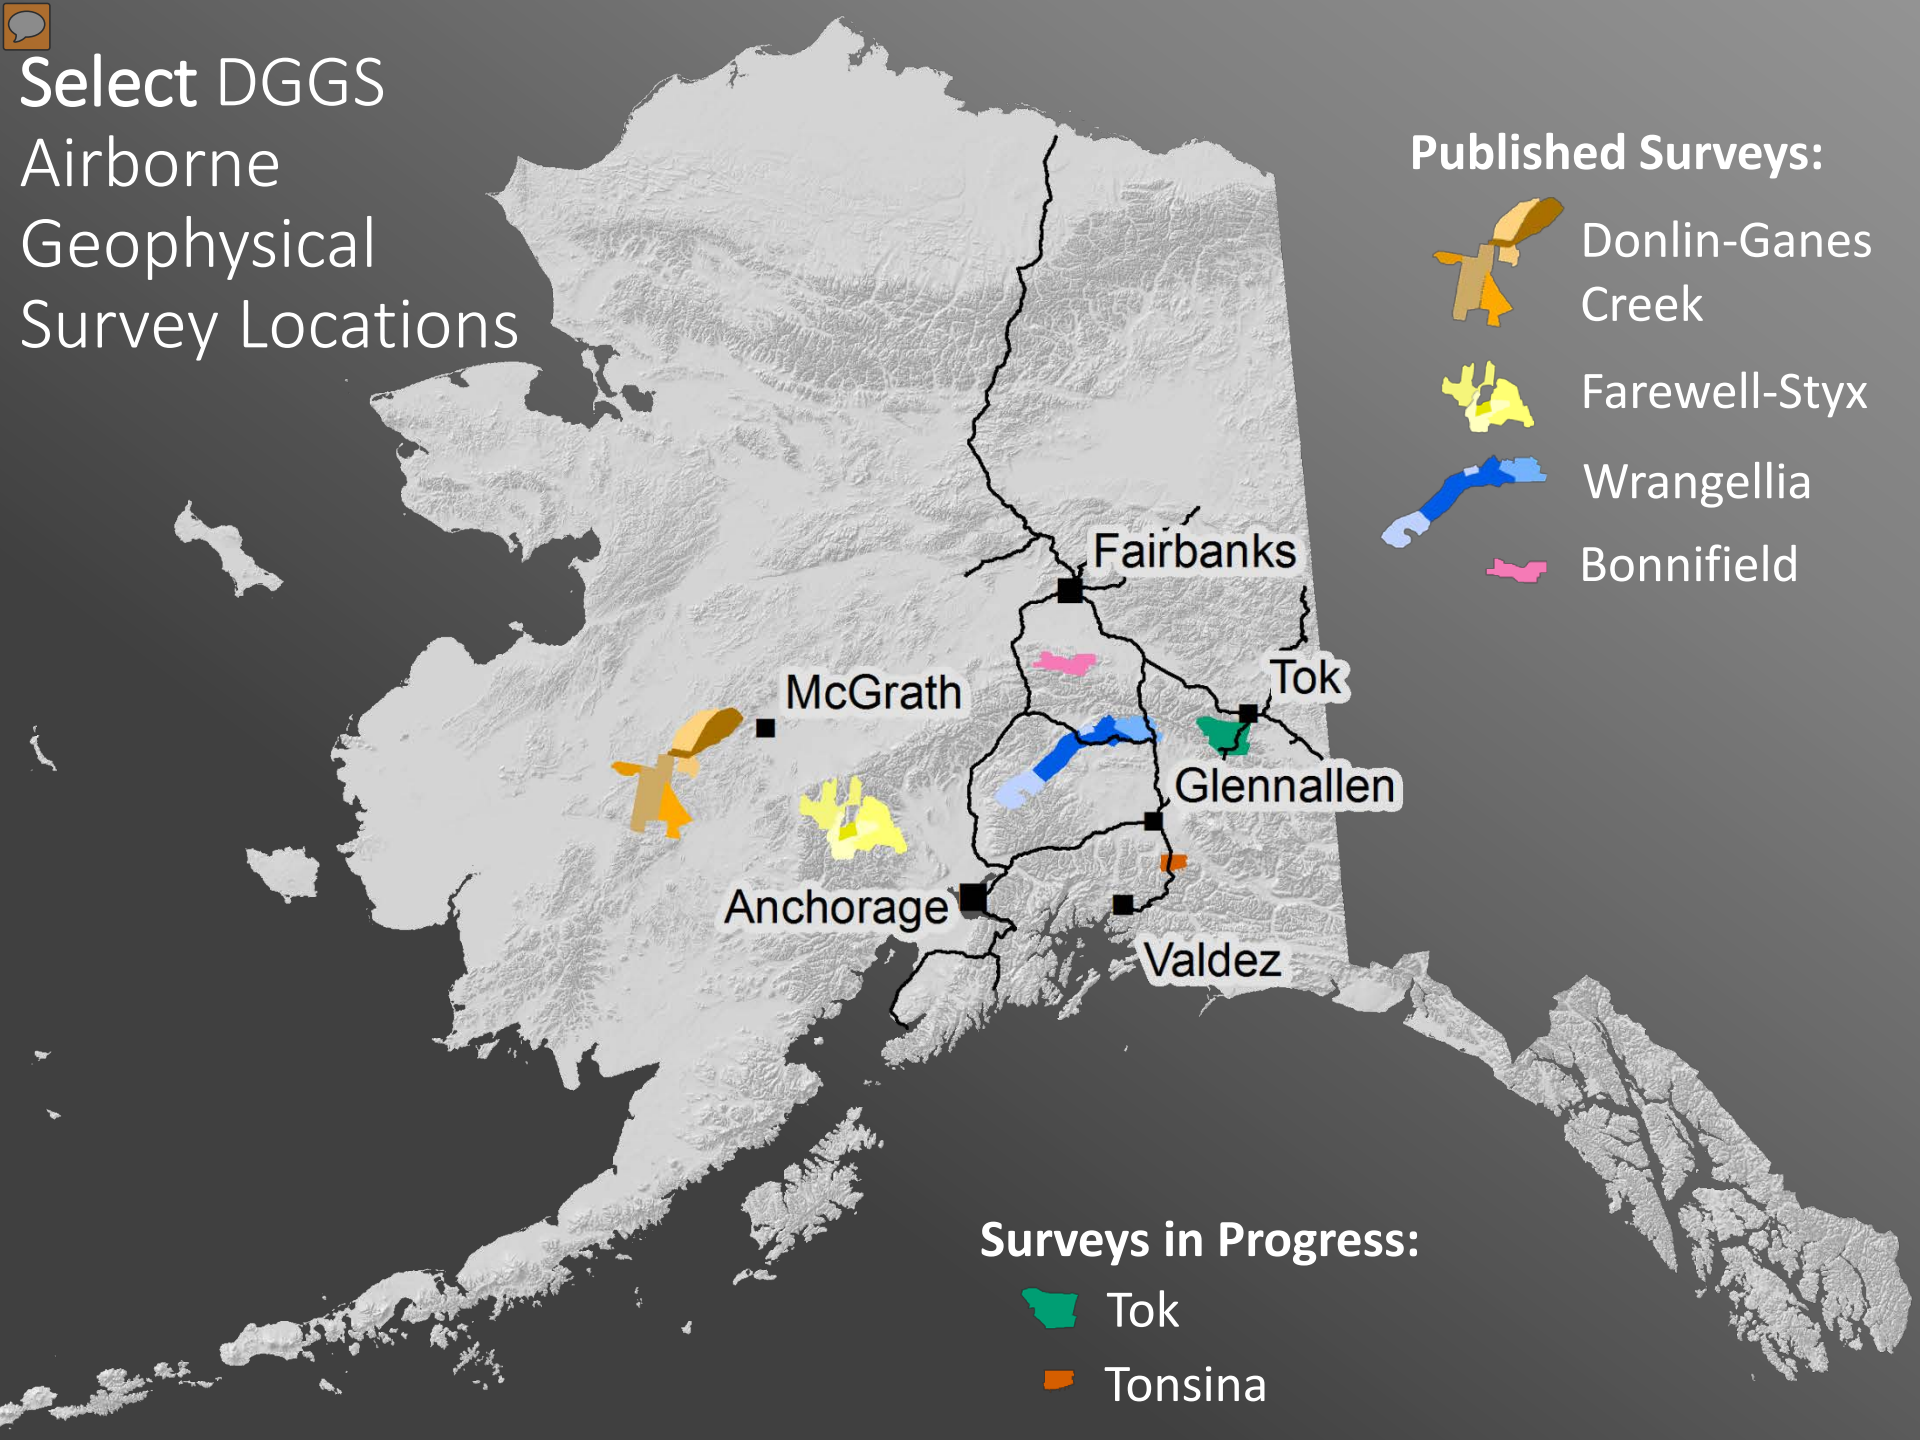 Select DGGS
Airborne
Geophysical
Survey Locations
Published Surveys:
Donlin-Ganes
Creek
Farewell-Styx
Wrangellia
Bonnifield
Fairbanks
Tok
McGrath
Glennallen
Anchorage
Valdez
Surveys in Progress:
Tok
Tonsina